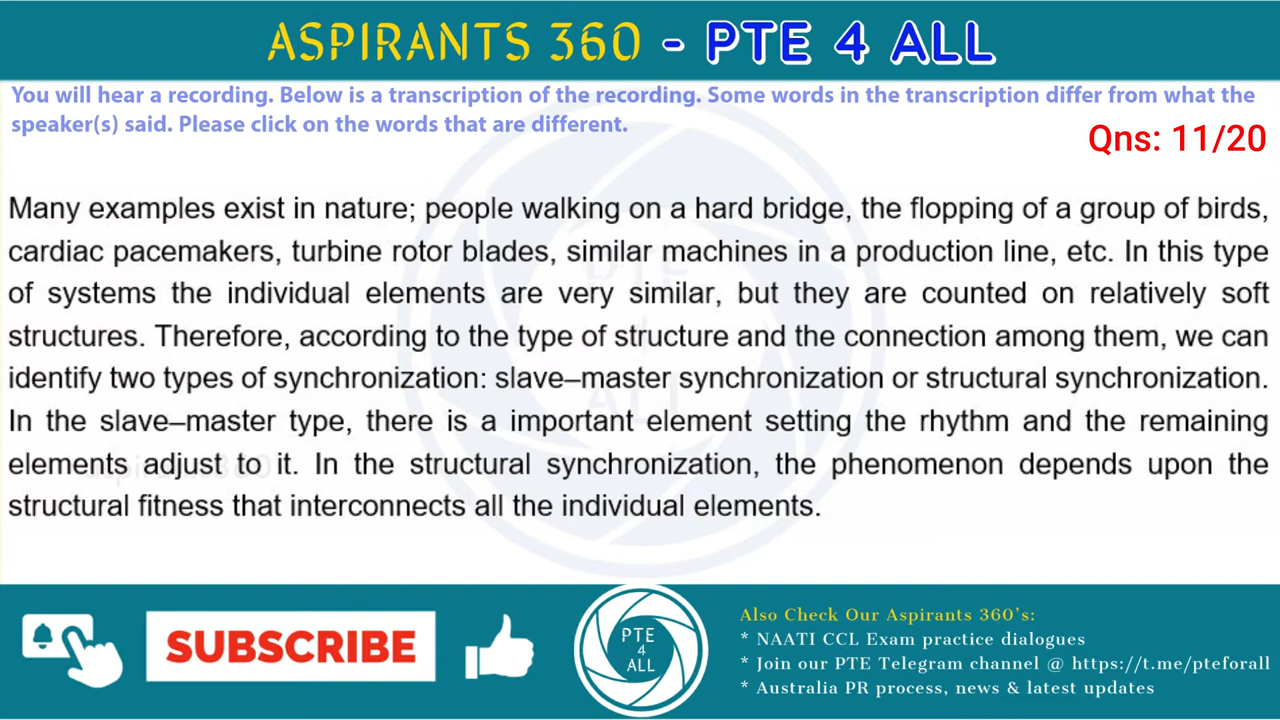 ASPIRANTS 360 - PTE 4 ALL
You will hear a recording. Below is a transcription of the recording. Some words in the transcription differ from what the
speaker(s) said. Please click on the words that are different.
Qns: 11/20
Many examples exist in nature; people walking on a hard bridge, the flopping of a group of birds,
cardiac pacemakers, turbine rotor blades, similar machines in a production line, etc. In this type
of systems the individual elements are very similar, but they are counted on relatively soft
structures. Therefore, according to the type of structure and the connection among them, we can
identify two types of synchronization: slave–master synchronization or structural synchronization.
In the slave–master type, there is a important element setting the rhythm and the remaining
elements adjust to it. In the structural synchronization, the phenomenon depends upon the
structural fitness that interconnects all the individual elements.
PTE
4
ALL
aspirants360
SUBSCRIBE
PTE
4
ALL
Also Check Our Aspirants 360's:
* NAATI CCL Exam practice dialogues
* Join our PTE Telegram channel @ https://t.me/pteforall
* Australia PR process, news & latest updates